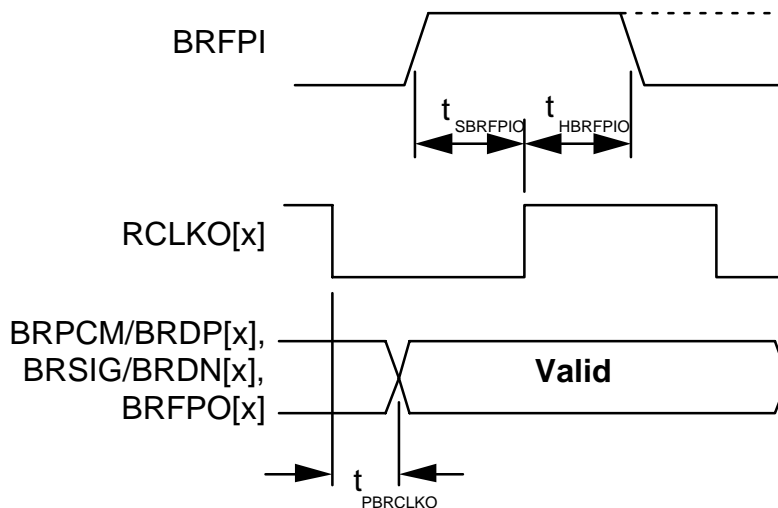 BRFPI
t SBRFPIO t HBRFPIO
RCLKO[x]
BRPCM/BRDP[x],
BRSIG/BRDN[x],
BRFPO[x]
Valid
t PBRCLKO